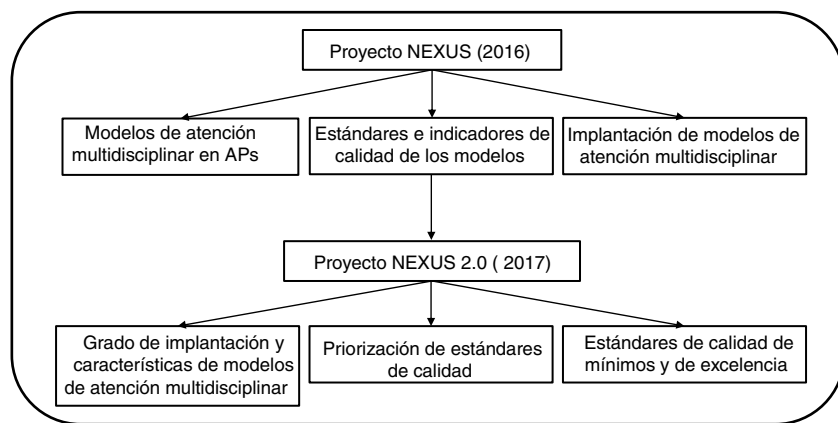 Proyecto NEXUS (2016)
Modelos de atención
multidisciplinar en APs
Estándares e indicadores de
calidad de los modelos
Implantación de modelos de
atención multidisciplinar
Proyecto NEXUS 2.0 ( 2017)
Grado de implantación y
características de modelos
de atención multidisciplinar
Priorización de estándares
de calidad
Estándares de calidad de
mínimos y de excelencia